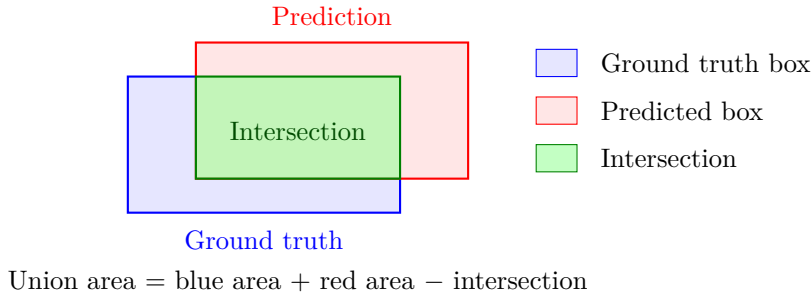 Prediction
Ground truth box
Predicted box
Intersection
Intersection
Ground truth
Union area = blue area + red area − intersection